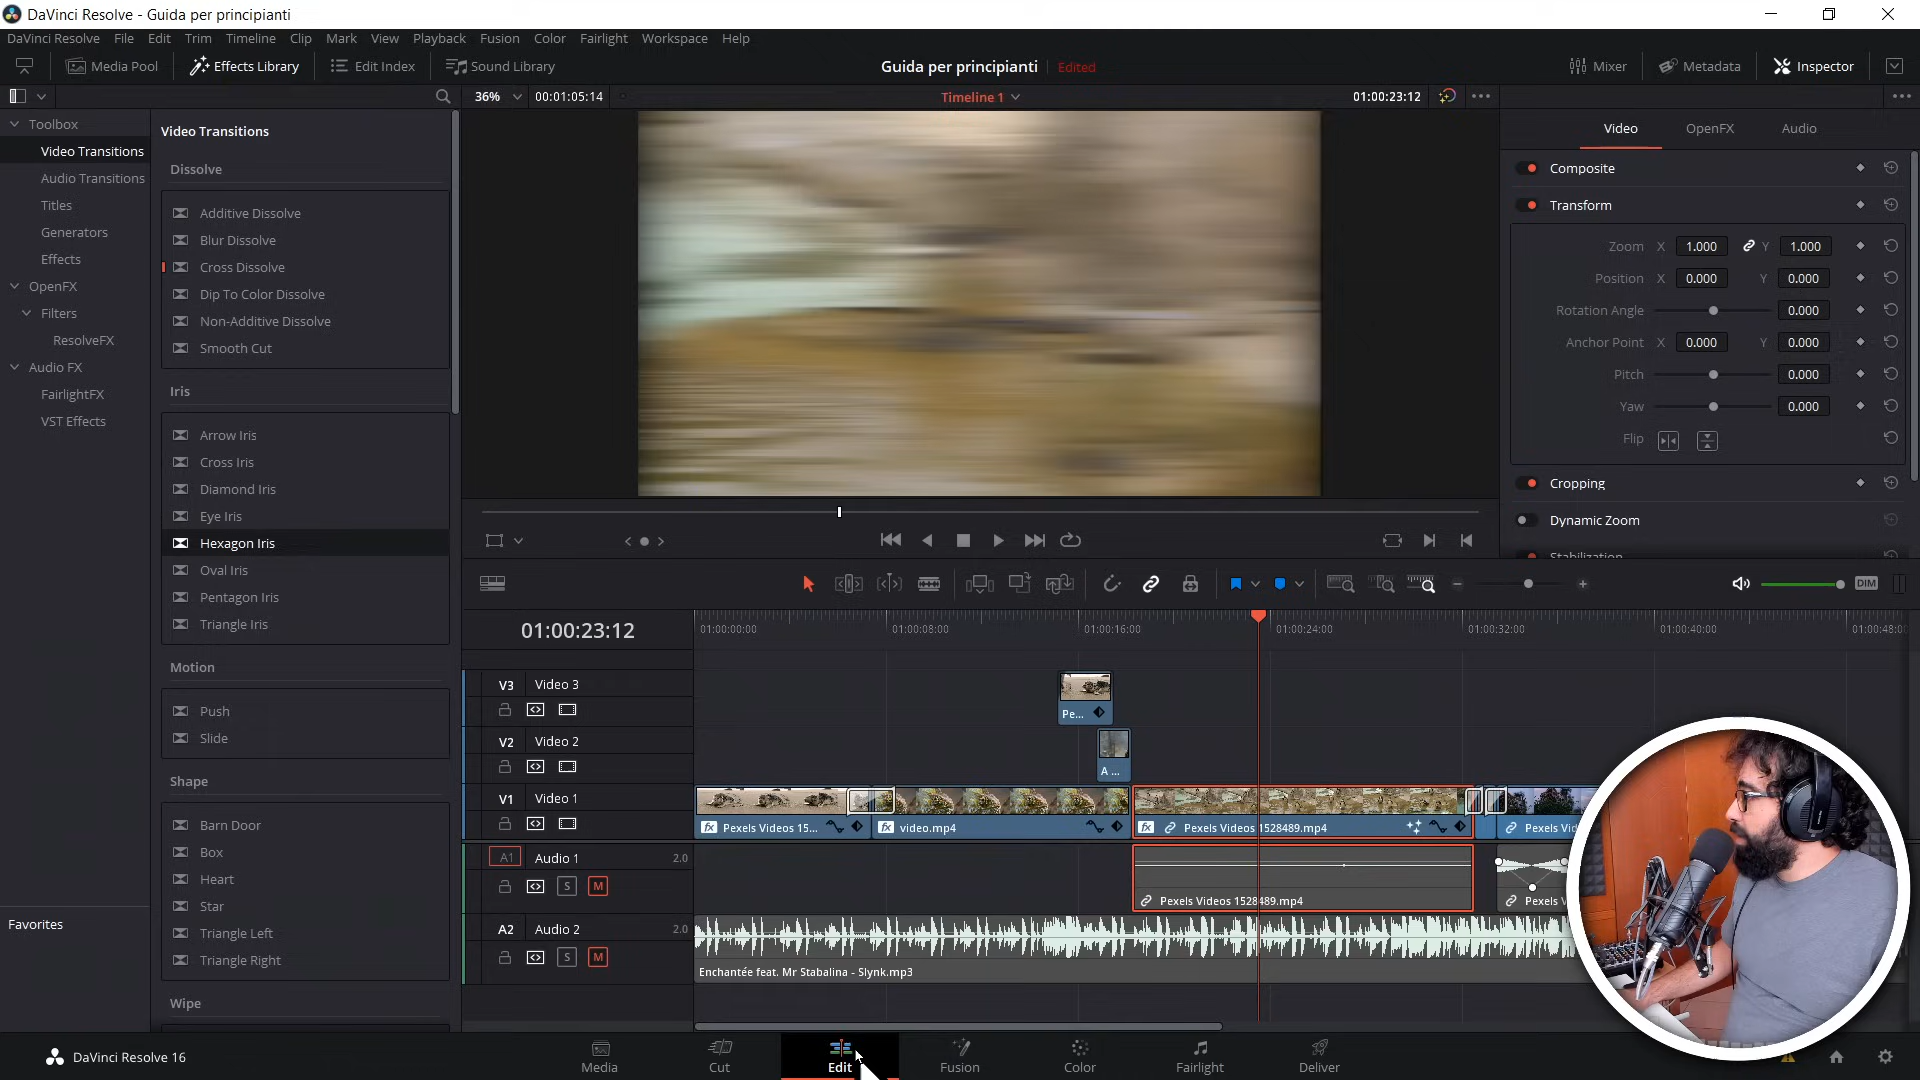 DaVinci Resolve - Guida per principianti
DaVinci Resolve File Edit Trim Timeline Clip Mark View Playback Fusion Color Fairlight Workspace Help
Media Pool Effects Library Edit Index Sound Library Guida per principianti Edited Mixer Metadata Inspector
36% 00:01:05:14 Timeline 1 01:00:23:12
Toolbox
Video Transitions
Audio Transitions
Titles
Generators
Effects
OpenFX
Filters
ResolveFX
Audio FX
FairlightFX
VST Effects
Favorites
Video Transitions
Dissolve
Additive Dissolve
Blur Dissolve
Cross Dissolve
Dip To Color Dissolve
Non-Additive Dissolve
Smooth Cut
Iris
Arrow Iris
Cross Iris
Diamond Iris
Eye Iris
Hexagon Iris
Oval Iris
Pentagon Iris
Triangle Iris
Motion
Push
Slide
Shape
Barn Door
Box
Heart
Star
Triangle Left
Triangle Right
Wipe
Video OpenFX Audio
Composite
Transform
Zoom X 1.000 Y 1.000
Position X 0.000 Y 0.000
Rotation Angle 0.000
Anchor Point X 0.000 Y 0.000
Pitch 0.000
Yaw 0.000
Flip
Cropping
Dynamic Zoom
Stabilization
DIM
01:00:23:12
01:00:00:00 01:00:08:00 01:00:16:00 01:00:24:00 01:00:32:00 01:00:40:00 01:00:48:0
V3 Video 3
Pe...
V2 Video 2
A ...
V1 Video 1
fx Pexels Videos 15... fx video.mp4 fx Pexels Videos 1528489.mp4 Pexels Vid
A1 Audio 1 2.0
S M
Pexels Videos 1528489.mp4 Pexels V
A2 Audio 2 2.0
S M
Enchantée feat. Mr Stabalina - Slynk.mp3
DaVinci Resolve 16
Media Cut Edit Fusion Color Fairlight Deliver